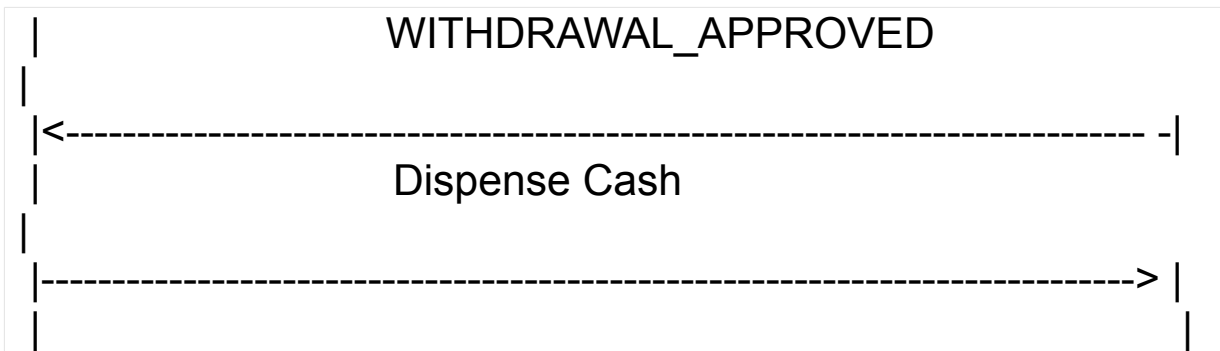 | WITHDRAWAL_APPROVED
|
|<---------------------------------------------------------------------------- -|
| Dispense Cash
|
|-----------------------------------------------------------------------------> |
| |